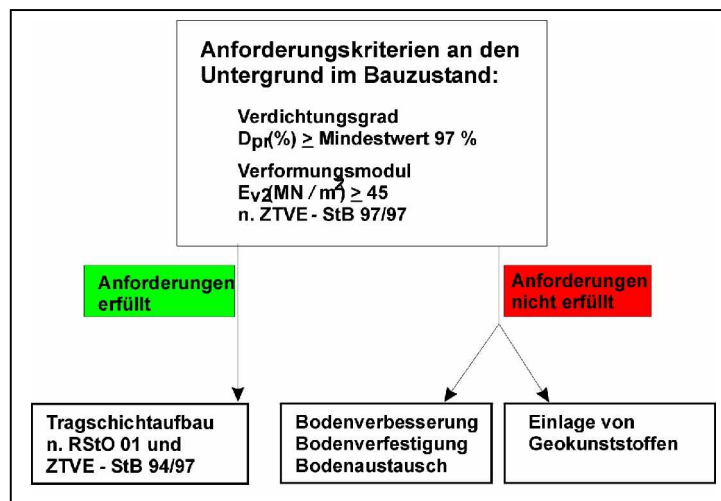 Anforderungskriterien an den
Untergrund im Bauzustand:
Verdichtungsgrad
Dpr(%) ≥ Mindestwert 97 %
Verformungsmodul
Ev2(MN / m²) ≥ 45
n. ZTVE - StB 97/97
Anforderungen
erfüllt
Anforderungen
nicht erfüllt
Tragschichtaufbau
n. RStO 01 und
ZTVE - StB 94/97
Bodenverbesserung
Bodenverfestigung
Bodenaustausch
Einlage von
Geokunststoffen